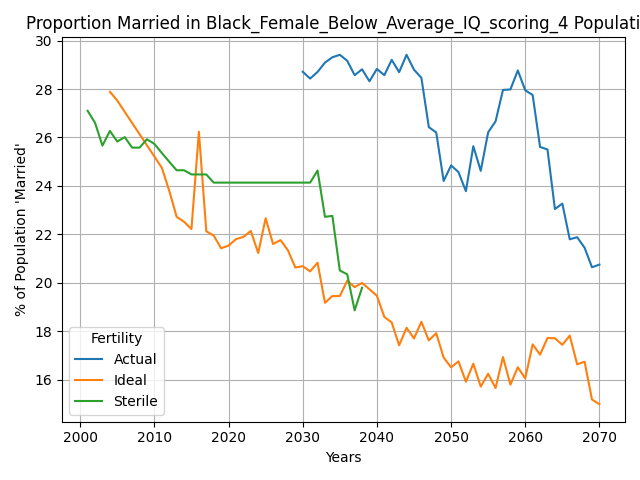 Proportion Married in Black_Female_Below_Average_IQ_scoring_4 Populati
30
28
26
24
22
20
18
16
% of Population 'Married'
Fertility
Actual
Ideal
Sterile
2000 2010 2020 2030 2040 2050 2060 2070
Years